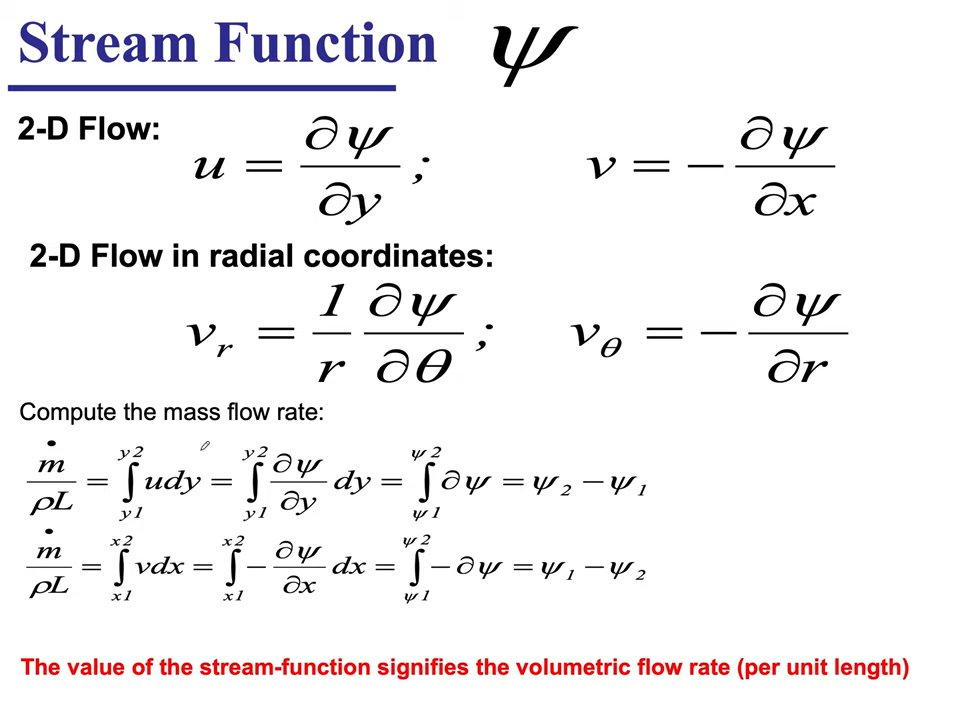 Stream Function ψ
2-D Flow:
u = ∂ψ/∂y ; v = −∂ψ/∂x
2-D Flow in radial coordinates:
v_r = 1/r ∂ψ/∂θ ; v_θ = −∂ψ/∂r
Compute the mass flow rate:
ṁ/ρL = ∫_{y1}^{y2} udy = ∫_{y1}^{y2} ∂ψ/∂y dy = ∫_{ψ1}^{ψ2} ∂ψ = ψ₂ − ψ₁
ṁ/ρL = ∫_{x1}^{x2} vdx = ∫_{x1}^{x2} −∂ψ/∂x dx = ∫_{ψ1}^{ψ2} −∂ψ = ψ₁ − ψ₂
The value of the stream-function signifies the volumetric flow rate (per unit length)